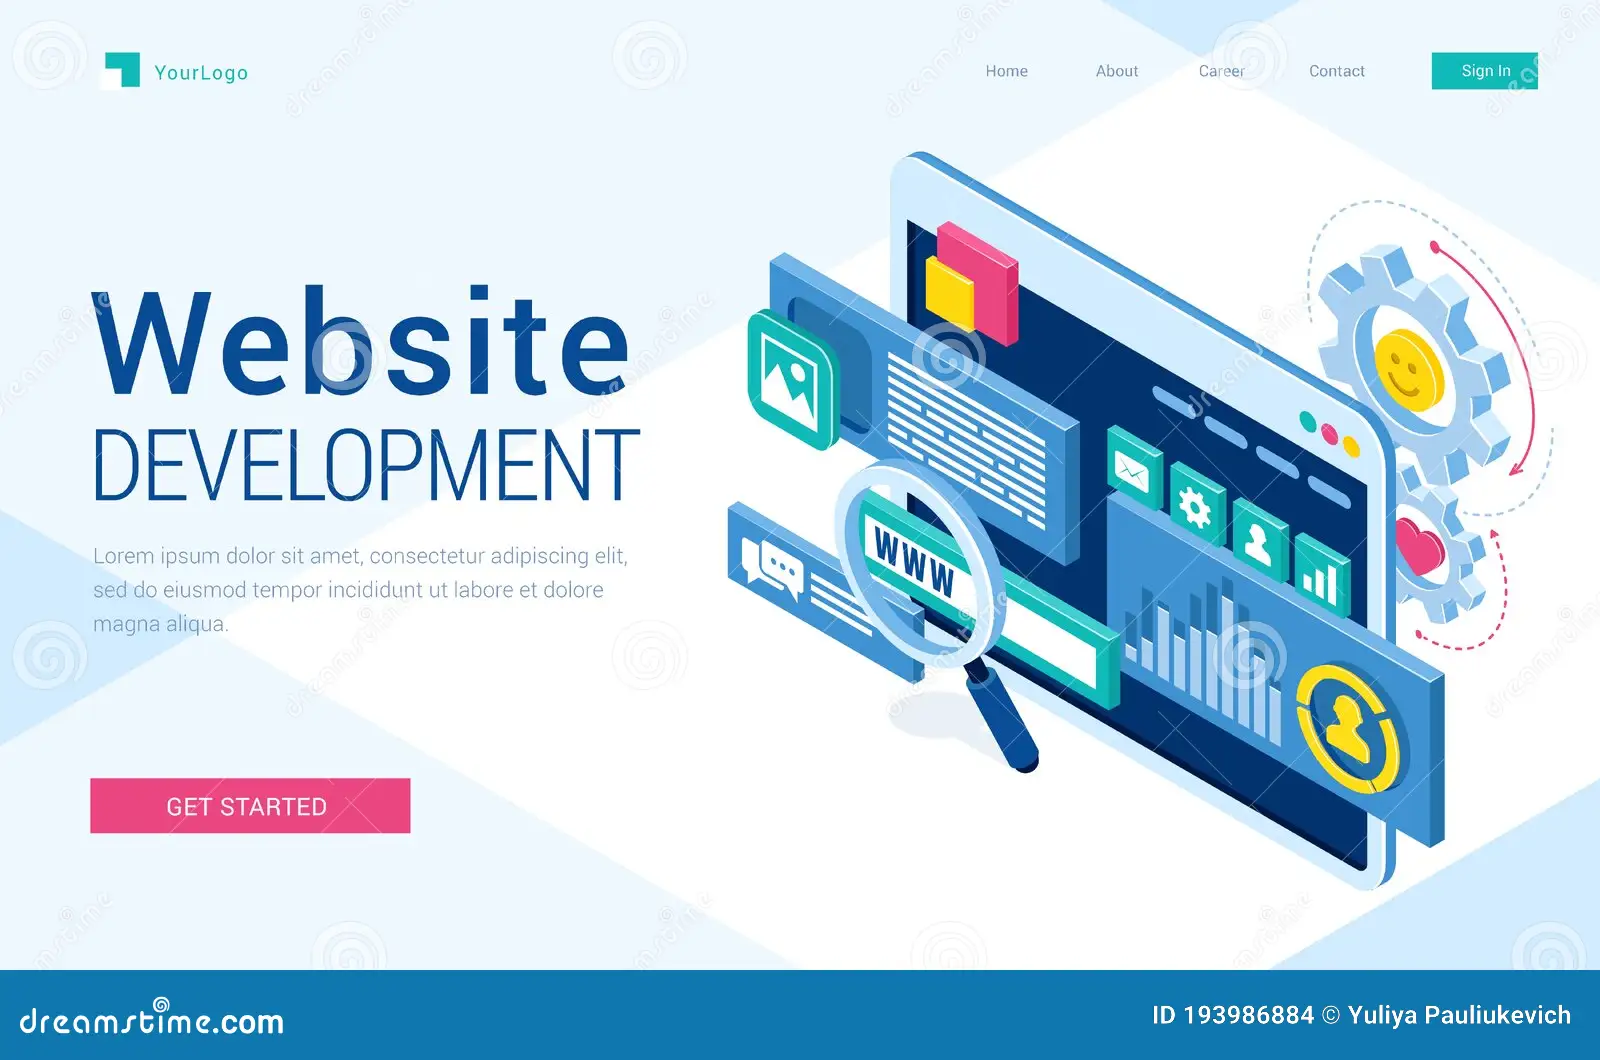 YourLogo
Home
About
Career
Contact
Sign In
Website
DEVELOPMENT
Lorem ipsum dolor sit amet, consectetur adipiscing elit,
sed do eiusmod tempor incididunt ut labore et dolore
magna aliqua.
WWW
GET STARTED
dreamstime.com
ID 193986884 © Yuliya Pauliukevich